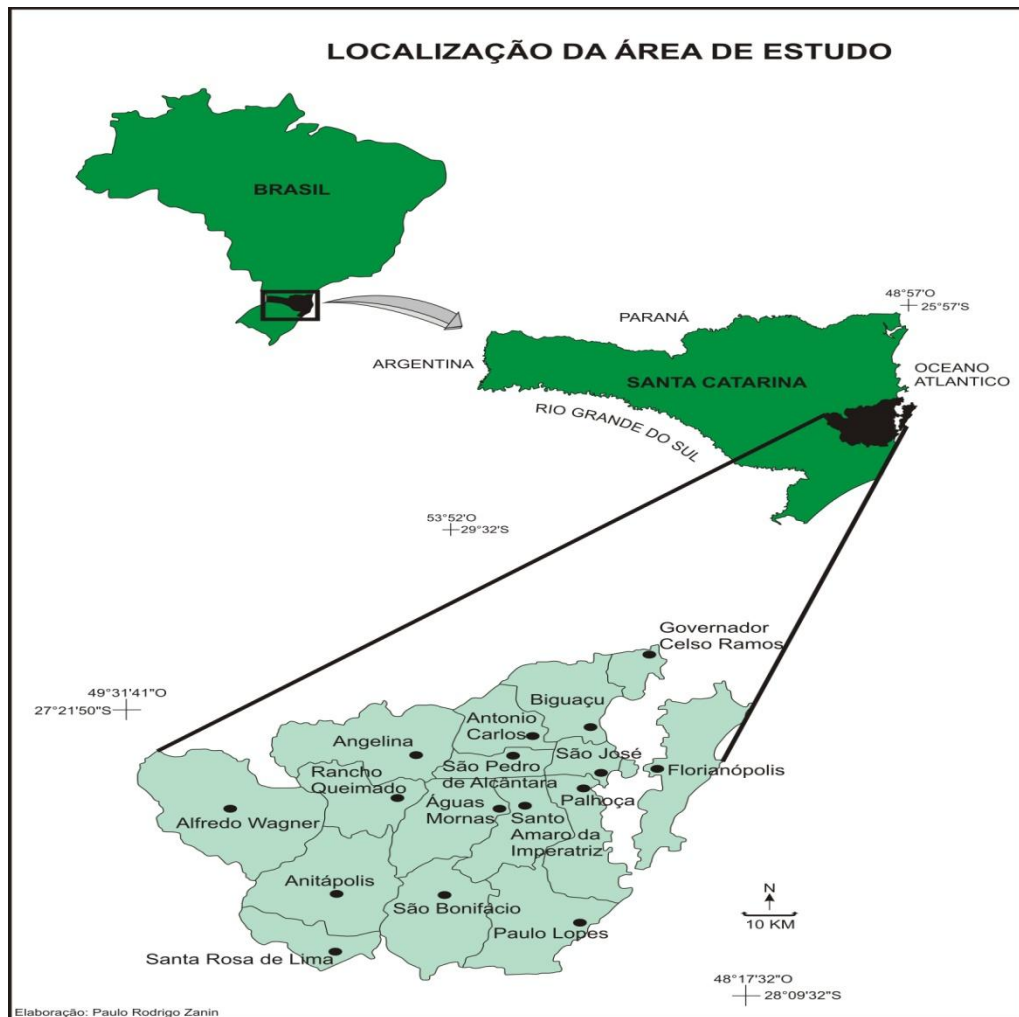 LOCALIZAÇÃO DA ÁREA DE ESTUDO
BRASIL
48°57'O
25°57'S
PARANÁ
ARGENTINA
SANTA CATARINA
OCEANO
ATLANTICO
RIO GRANDE DO SUL
53°52'O
29°32'S
Governador
Celso Ramos
49°31'41"O
27°21'50"S
Biguaçu
Antonio
Carlos
Angelina
São José
São Pedro
de Alcântara
Florianópolis
Rancho
Queimado
Palhoça
Águas
Mornas
Santo
Amaro da
Imperatriz
Alfredo Wagner
Anitápolis
São Bonifácio
N
10 KM
Paulo Lopes
Santa Rosa de Lima
48°17'32"O
28°09'32"S
Elaboração: Paulo Rodrigo Zanin